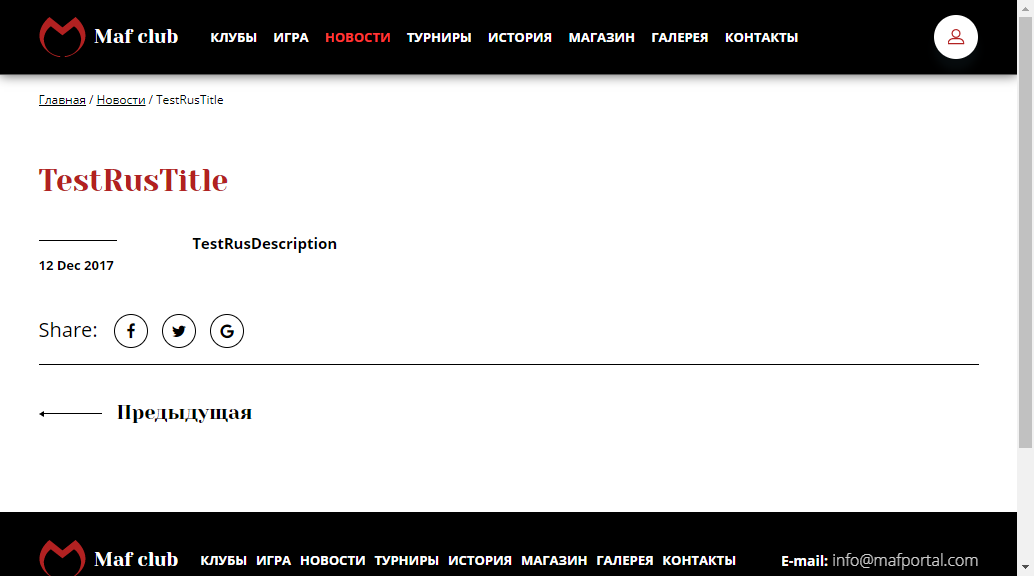 Maf club КЛУБЫ ИГРА НОВОСТИ ТУРНИРЫ ИСТОРИЯ МАГАЗИН ГАЛЕРЕЯ КОНТАКТЫ
Главная / Новости / TestRusTitle
TestRusTitle
TestRusDescription
12 Dec 2017
Share:
Предыдущая
Maf club КЛУБЫ ИГРА НОВОСТИ ТУРНИРЫ ИСТОРИЯ МАГАЗИН ГАЛЕРЕЯ КОНТАКТЫ E-mail: info@mafportal.com